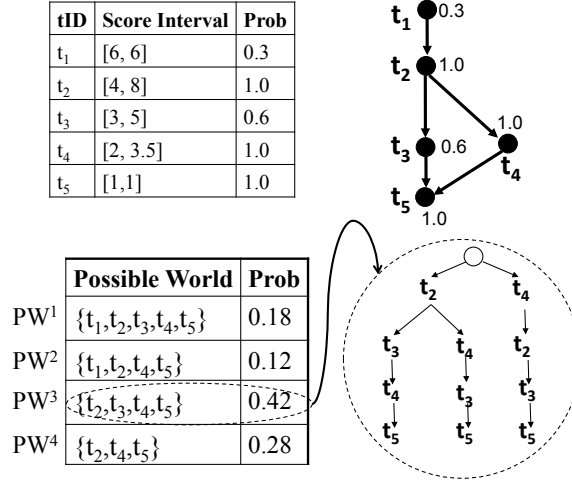 tID Score Interval Prob
t1 [6, 6] 0.3
t2 [4, 8] 1.0
t3 [3, 5] 0.6
t4 [2, 3.5] 1.0
t5 [1,1] 1.0
t1 0.3
t2 1.0
1.0
t3 0.6 t4
t5
1.0
Possible World Prob
PW1 {t1,t2,t3,t4,t5} 0.18
PW2 {t1,t2,t4,t5} 0.12
PW3 {t2,t3,t4,t5} 0.42
PW4 {t2,t4,t5} 0.28
t2 t4
t3 t4 t2
t4 t3 t3
t5 t5 t5